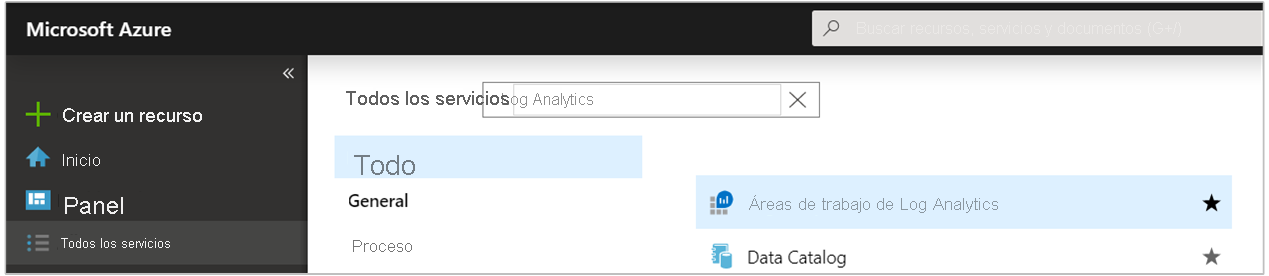 Microsoft Azure
Buscar recursos, servicios y documentos (G+/)
Crear un recurso
Inicio
Panel
Todos los servicios
Todos los servicios
Log Analytics
Todo
General
Proceso
Áreas de trabajo de Log Analytics
Data Catalog